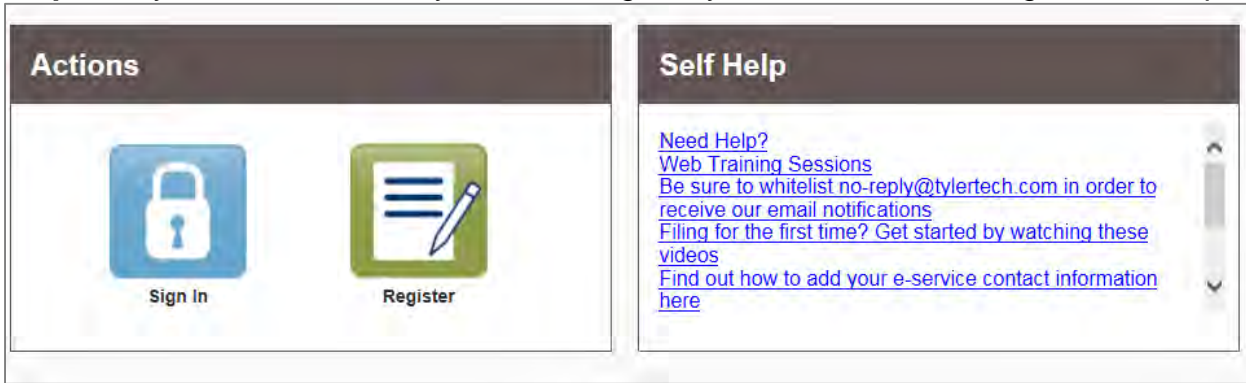 Actions
Self Help
Need Help?
Web Training Sessions
Be sure to whitelist no-reply@tylertech.com in order to
receive our email notifications
Filing for the first time? Get started by watching these
videos
Find out how to add your e-service contact information
here
Sign In
Register